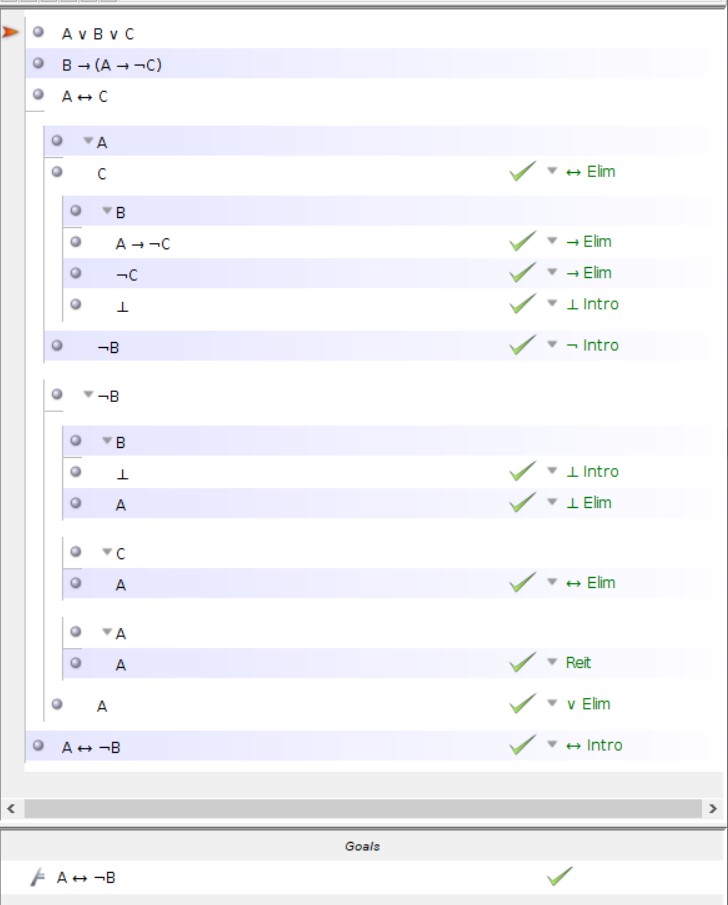 A ∨ B ∨ C
B → (A → ¬C)
A ↔ C
A
C ↔ Elim
B
A → ¬C → Elim
¬C → Elim
⊥ ⊥ Intro
¬B ¬ Intro
¬B
B
⊥ ⊥ Intro
A ⊥ Elim
C
A ↔ Elim
A
A Reit
A ∨ Elim
A ↔ ¬B ↔ Intro
Goals
A ↔ ¬B